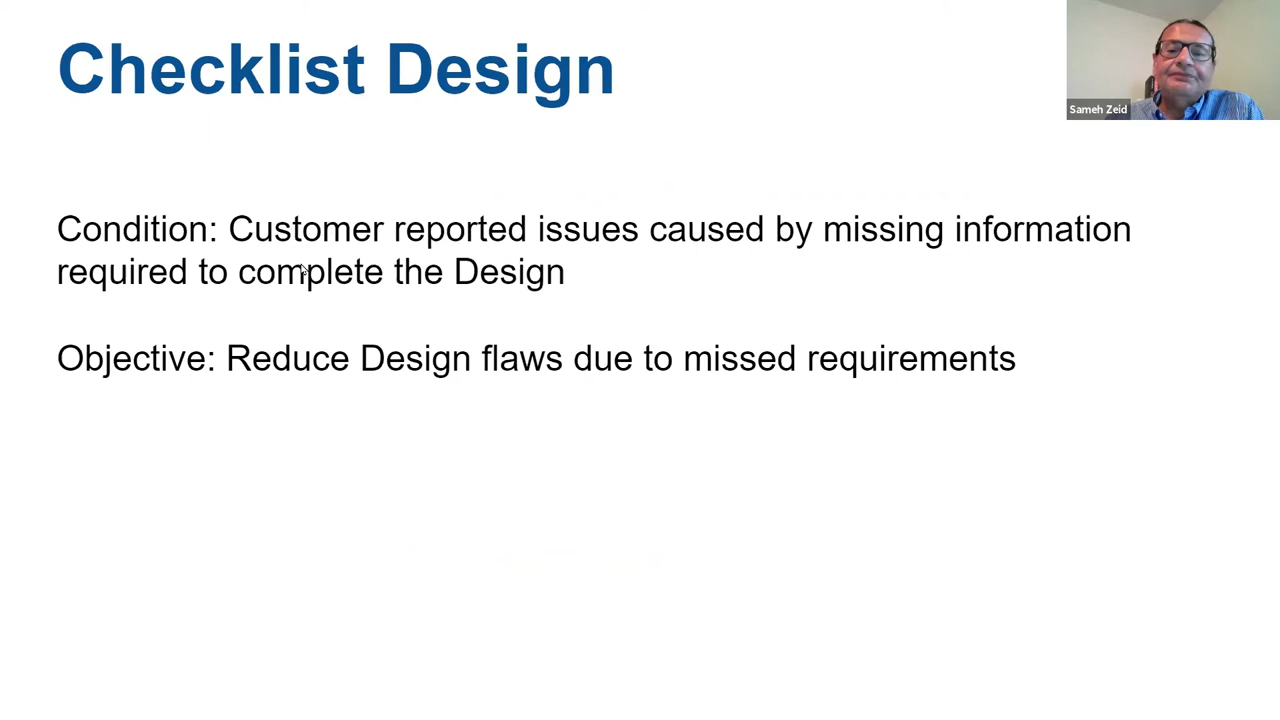 Checklist Design
Sameh Zeid
Condition: Customer reported issues caused by missing information
required to complete the Design
Objective: Reduce Design flaws due to missed requirements